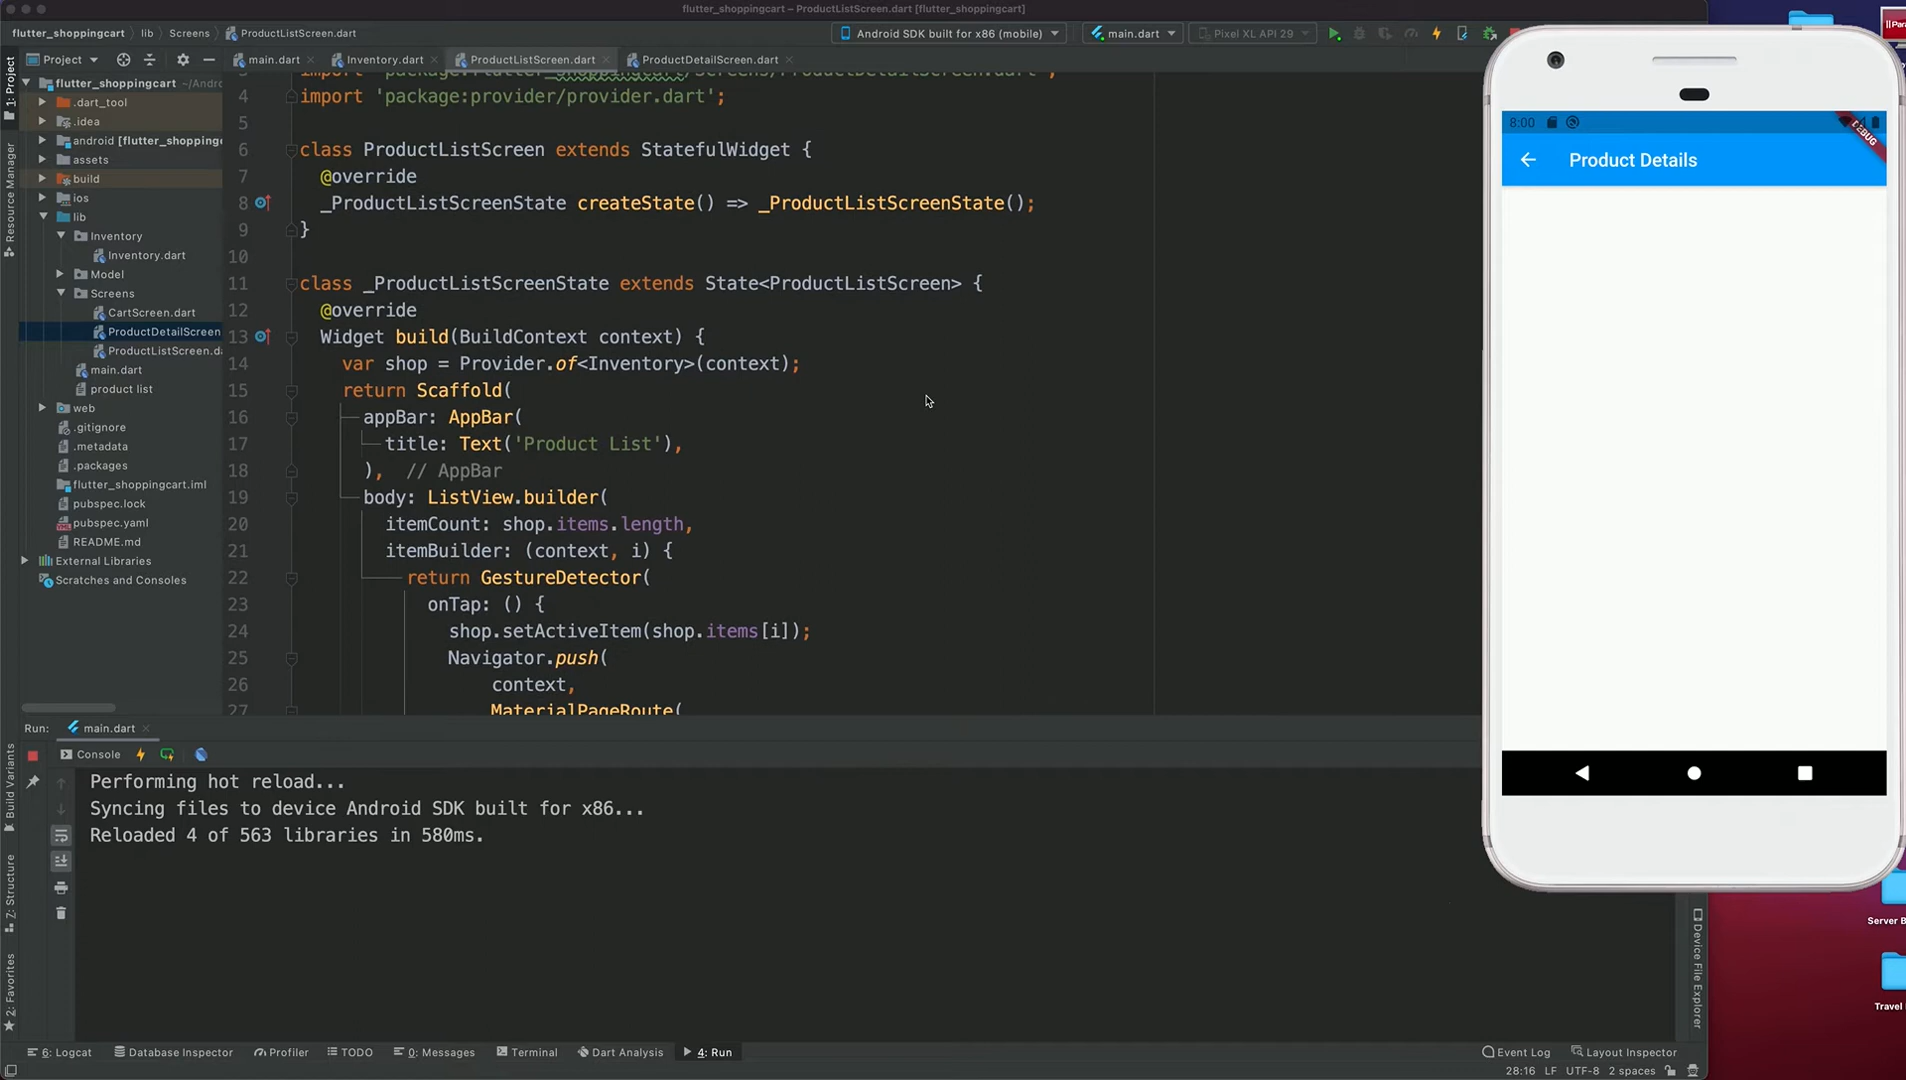 flutter_shoppingcart – ProductListScreen.dart [flutter_shoppingcart]
flutter_shoppingcart lib Screens ProductListScreen.dart
Android SDK built for x86 (mobile) main.dart Pixel XL API 29
Project main.dart Inventory.dart ProductListScreen.dart ProductDetailScreen.dart
1: Project
Resource Manager
Build Variants
Z: Structure
2: Favorites
flutter_shoppingcart ~/Andro
.dart_tool
.idea
android [flutter_shopping
assets
build
ios
lib
Inventory
Inventory.dart
Model
Screens
CartScreen.dart
ProductDetailScreen
ProductListScreen.da
main.dart
product list
web
.gitignore
.metadata
.packages
flutter_shoppingcart.iml
pubspec.lock
pubspec.yaml
README.md
External Libraries
Scratches and Consoles
3 import 'package:flutter_shoppingcart/Screens/ProductDetailScreen.dart';
4 import 'package:provider/provider.dart';
5
6 class ProductListScreen extends StatefulWidget {
7 @override
8 _ProductListScreenState createState() => _ProductListScreenState();
9 }
10
11 class _ProductListScreenState extends State<ProductListScreen> {
12 @override
13 Widget build(BuildContext context) {
14 var shop = Provider.of<Inventory>(context);
15 return Scaffold(
16 appBar: AppBar(
17 title: Text('Product List'),
18 ), // AppBar
19 body: ListView.builder(
20 itemCount: shop.items.length,
21 itemBuilder: (context, i) {
22 return GestureDetector(
23 onTap: () {
24 shop.setActiveItem(shop.items[i]);
25 Navigator.push(
26 context,
27 MaterialPageRoute(
Run: main.dart
Console
Performing hot reload...
Syncing files to device Android SDK built for x86...
Reloaded 4 of 563 libraries in 580ms.
6: Logcat Database Inspector Profiler TODO 0: Messages Terminal Dart Analysis 4: Run Event Log Layout Inspector
28:16 LF UTF-8 2 spaces
Device File Explorer
8:00
DEBUG
Product Details
Server B
Travel